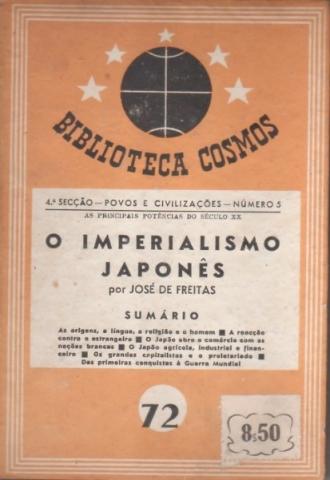 BIBLIOTECA COSMOS
4.ª SECÇÃO — POVOS E CIVILIZAÇÕES — NÚMERO 5
AS PRINCIPAIS POTÊNCIAS DO SÉCULO XX
O IMPERIALISMO
JAPONÊS
por JOSÉ DE FREITAS
SUMÁRIO
As origens, a língua, a religião e o homem ■ A reacção
contra o estrangeiro ■ O Japão abre o comércio com as
nações brancas ■ O Japão agrícola, industrial e finan-
ceiro ■ Os grandes capitalistas e o proletariado ■
Das primeiras conquistas à Guerra Mundial
72
8$50